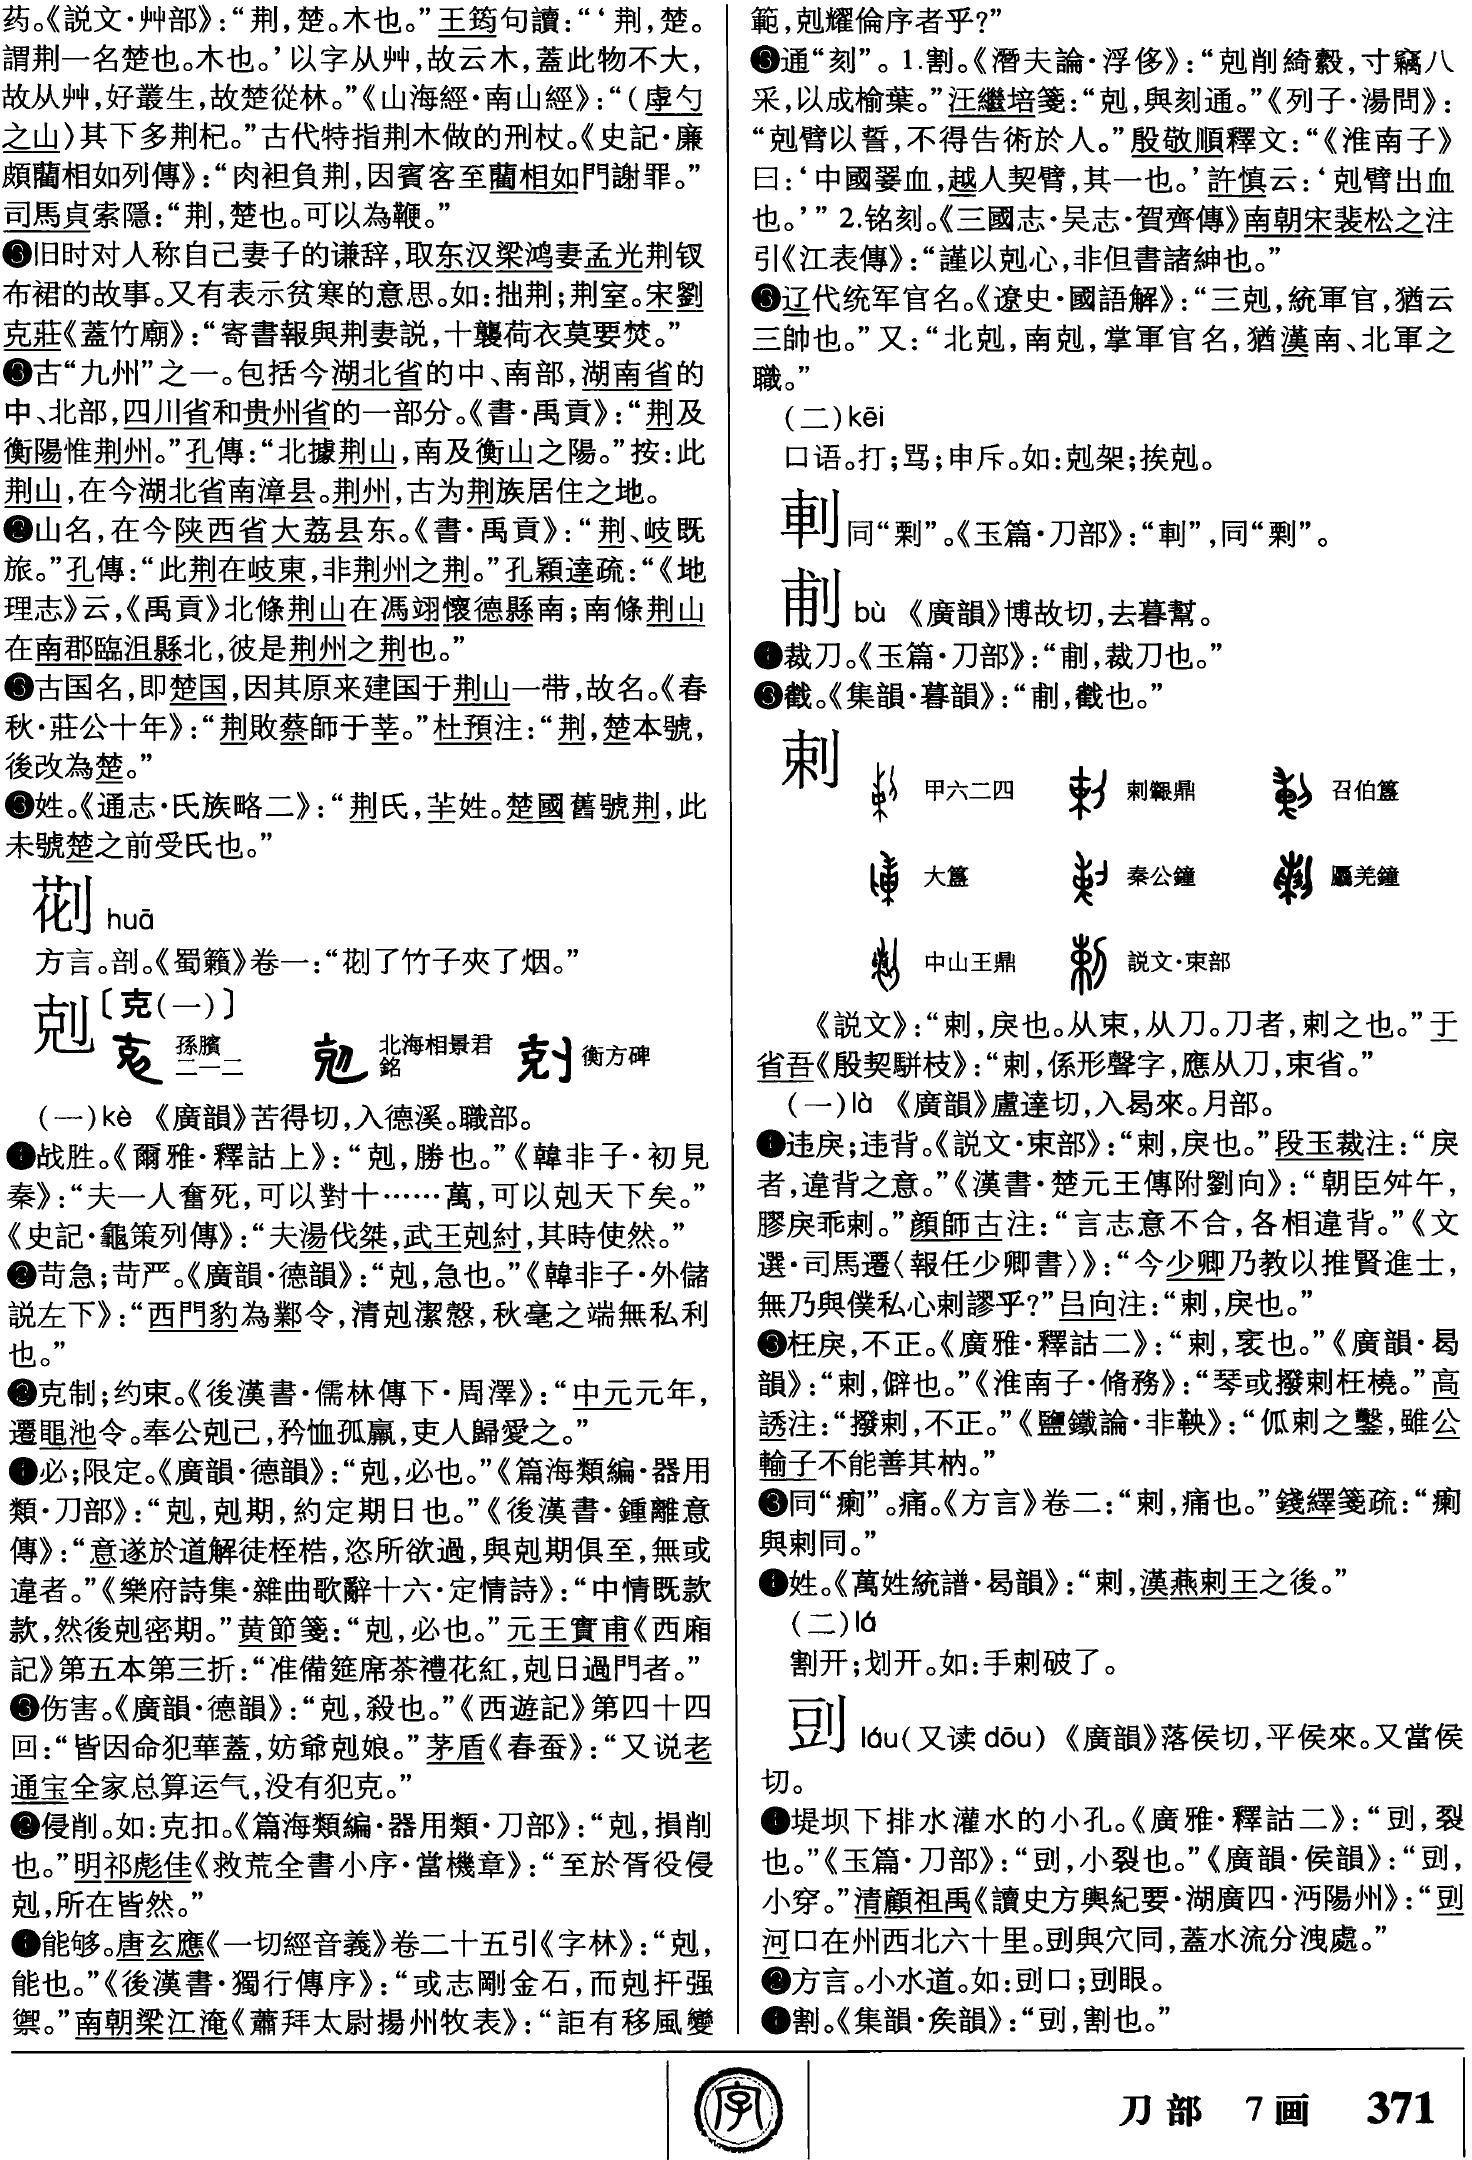 药。《説文·艸部》：“荆，楚。木也。”王筠句讀：“‘荆，楚。
謂荆一名楚也。木也。’以字从艸，故云木，蓋此物不大，
故从艸，好叢生，故楚從林。”《山海經·南山經》：“（虖勺
之山）其下多荆杞。”古代特指荆木做的刑杖。《史記·廉
頗藺相如列傳》：“肉袒負荆，因賓客至藺相如門謝罪。”
司馬貞索隱：“荆，楚也。可以為鞭。”
旧时对人称自己妻子的谦辞，取东汉梁鸿妻孟光荆钗
布裙的故事。又有表示贫寒的意思。如：拙荆；荆室。宋劉
克莊《蓋竹廟》：“寄書報與荆妻説，十襲荷衣莫要焚。”
古“九州”之一。包括今湖北省的中、南部，湖南省的
中、北部，四川省和贵州省的一部分。《書·禹貢》：“荆及
衡陽惟荆州。”孔傳：“北據荆山，南及衡山之陽。”按：此
荆山，在今湖北省南漳县。荆州，古为荆族居住之地。
山名，在今陕西省大荔县东。《書·禹貢》：“荆、岐既
旅。”孔傳：“此荆在岐東，非荆州之荆。”孔穎達疏：“《地
理志》云，《禹貢》北條荆山在馮翊懷德縣南；南條荆山
在南郡臨沮縣北，彼是荆州之荆也。”
古国名，即楚国，因其原来建国于荆山一带，故名。《春
秋·莊公十年》：“荆敗蔡師于莘。”杜預注：“荆，楚本號，
後改為楚。”
姓。《通志·氏族略二》：“荆氏，羋姓。楚國舊號荆，此
未號楚之前受氏也。”
huā
方言。剖。《蜀籟》卷一：“了竹子夾了烟。”
剋〔克（一）〕
孫臏二一二 北海相景君銘 衡方碑
（一）kè 《廣韻》苦得切，入德溪。職部。
战胜。《爾雅·釋詁上》：“剋，勝也。”《韓非子·初見
秦》：“夫一人奮死，可以對十……萬，可以剋天下矣。”
《史記·龜策列傳》：“夫湯伐桀，武王剋紂，其時使然。”
苛急；苛严。《廣韻·德韻》：“剋，急也。”《韓非子·外儲
説左下》：“西門豹為鄴令，清剋潔慤，秋毫之端無私利
也。”
克制；约束。《後漢書·儒林傳下·周澤》：“中元元年，
遷黽池令。奉公剋己，矜恤孤羸，吏人歸愛之。”
必；限定。《廣韻·德韻》：“剋，必也。”《篇海類編·器用
類·刀部》：“剋，剋期，約定期日也。”《後漢書·鍾離意
傳》：“意遂於道解徒桎梏，恣所欲過，與剋期俱至，無或
違者。”《樂府詩集·雜曲歌辭十六·定情詩》：“中情既款
款，然後剋密期。”黄節箋：“剋，必也。”元王實甫《西廂
記》第五本第三折：“准備筵席茶禮花紅，剋日過門者。”
伤害。《廣韻·德韻》：“剋，殺也。”《西遊記》第四十四
回：“皆因命犯華蓋，妨爺剋娘。”茅盾《春蚕》：“又说老
通宝全家总算运气，没有犯克。”
侵削。如：克扣。《篇海類編·器用類·刀部》：“剋，損削
也。”明祁彪佳《救荒全書小序·當機章》：“至於胥役侵
剋，所在皆然。”
能够。唐玄應《一切經音義》卷二十五引《字林》：“剋，
能也。”《後漢書·獨行傳序》：“或志剛金石，而剋扞强
禦。”南朝梁江淹《蕭拜太尉揚州牧表》：“詎有移風變
範，剋耀倫序者乎？”
通“刻”。1.割。《潛夫論·浮侈》：“剋削綺縠，寸竊八
采，以成榆葉。”汪繼培箋：“剋，與刻通。”《列子·湯問》：
“剋臂以誓，不得告術於人。”殷敬順釋文：“《淮南子》
曰：‘中國歃血，越人契臂，其一也。’許慎云：‘剋臂出血
也。’”2.铭刻。《三國志·吴志·賀齊傳》南朝宋裴松之注
引《江表傳》：“謹以剋心，非但書諸紳也。”
辽代统军官名。《遼史·國語解》：“三剋，統軍官，猶云
三帥也。”又：“北剋，南剋，掌軍官名，猶漢南、北軍之
職。”
（二）kēi
口语。打；骂；申斥。如：剋架；挨剋。
同“剽”。《玉篇·刀部》：“，同“剽”。
bù 《廣韻》博故切，去暮幫。
裁刀。《玉篇·刀部》：“，裁刀也。”
截。《集韻·暮韻》：“，截也。”
剌
甲六二四 剌鼎 召伯簋
大簋 秦公鐘 羌鐘
中山王鼎 説文·束部
《説文》：“剌，戾也。从束，从刀。刀者，剌之也。”于
省吾《殷契駢枝》：“剌，係形聲字，應从刀，束省。”
（一）là 《廣韻》盧達切，入曷來。月部。
违戾；违背。《説文·束部》：“剌，戾也。”段玉裁注：“戾
者，違背之意。”《漢書·楚元王傳附劉向》：“朝臣舛午，
膠戾乖剌。”顔師古注：“言志意不合，各相違背。”《文
選·司馬遷〈報任少卿書〉》：“今少卿乃教以推賢進士，
無乃與僕私心剌謬乎？”吕向注：“剌，戾也。”
枉戾，不正。《廣雅·釋詁二》：“剌，衺也。”《廣韻·曷
韻》：“剌，僻也。”《淮南子·脩務》：“琴或撥剌枉橈。”高
誘注：“撥剌，不正。”《鹽鐵論·非鞅》：“剌之鑿，雖公
輸子不能善其枘。”
同“瘌”。痛。《方言》卷二：“剌，痛也。”錢繹箋疏：“瘌
與剌同。”
姓。《萬姓統譜·曷韻》：“剌，漢燕剌王之後。”
（二）lá
割开；划开。如：手剌破了。
剅 lóu（又读dōu） 《廣韻》落侯切，平侯來。又當侯
切。
堤坝下排水灌水的小孔。《廣雅·釋詁二》：“剅，裂
也。”《玉篇·刀部》：“剅，小裂也。”《廣韻·侯韻》：“剅，
小穿。”清顧祖禹《讀史方輿紀要·湖廣四·沔陽州》：“剅
河口在州西北六十里。剅與穴同，蓋水流分洩處。”
方言。小水道。如：剅口；剅眼。
割。《集韻·矦韻》：“剅，割也。”
字
刀部 7画 371